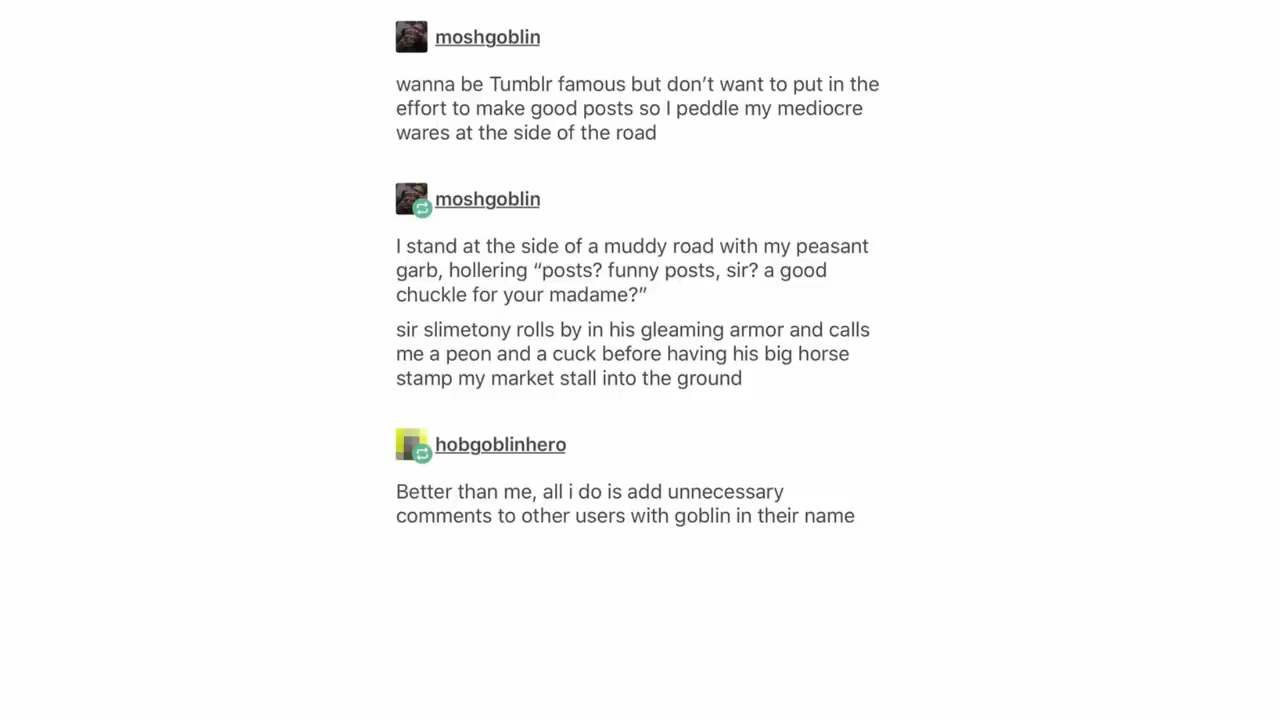 moshgoblin
wanna be Tumblr famous but don’t want to put in the
effort to make good posts so I peddle my mediocre
wares at the side of the road
moshgoblin
I stand at the side of a muddy road with my peasant
garb, hollering “posts? funny posts, sir? a good
chuckle for your madame?”
sir slimetony rolls by in his gleaming armor and calls
me a peon and a cuck before having his big horse
stamp my market stall into the ground
hobgoblinhero
Better than me, all i do is add unnecessary
comments to other users with goblin in their name